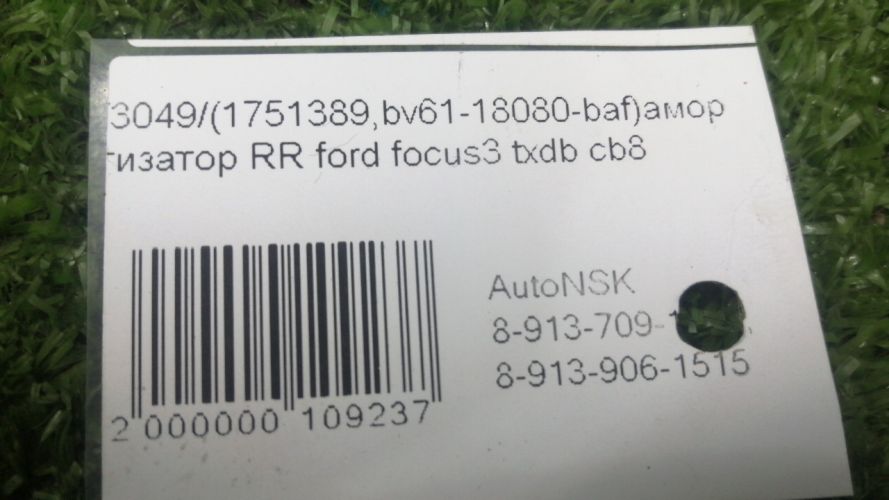 3049/(1751389,bv61-18080-baf)амор
тизатор RR ford focus3 txdb cb8
AutoNSK
8-913-709-
8-913-906-1515
2 000000 109237